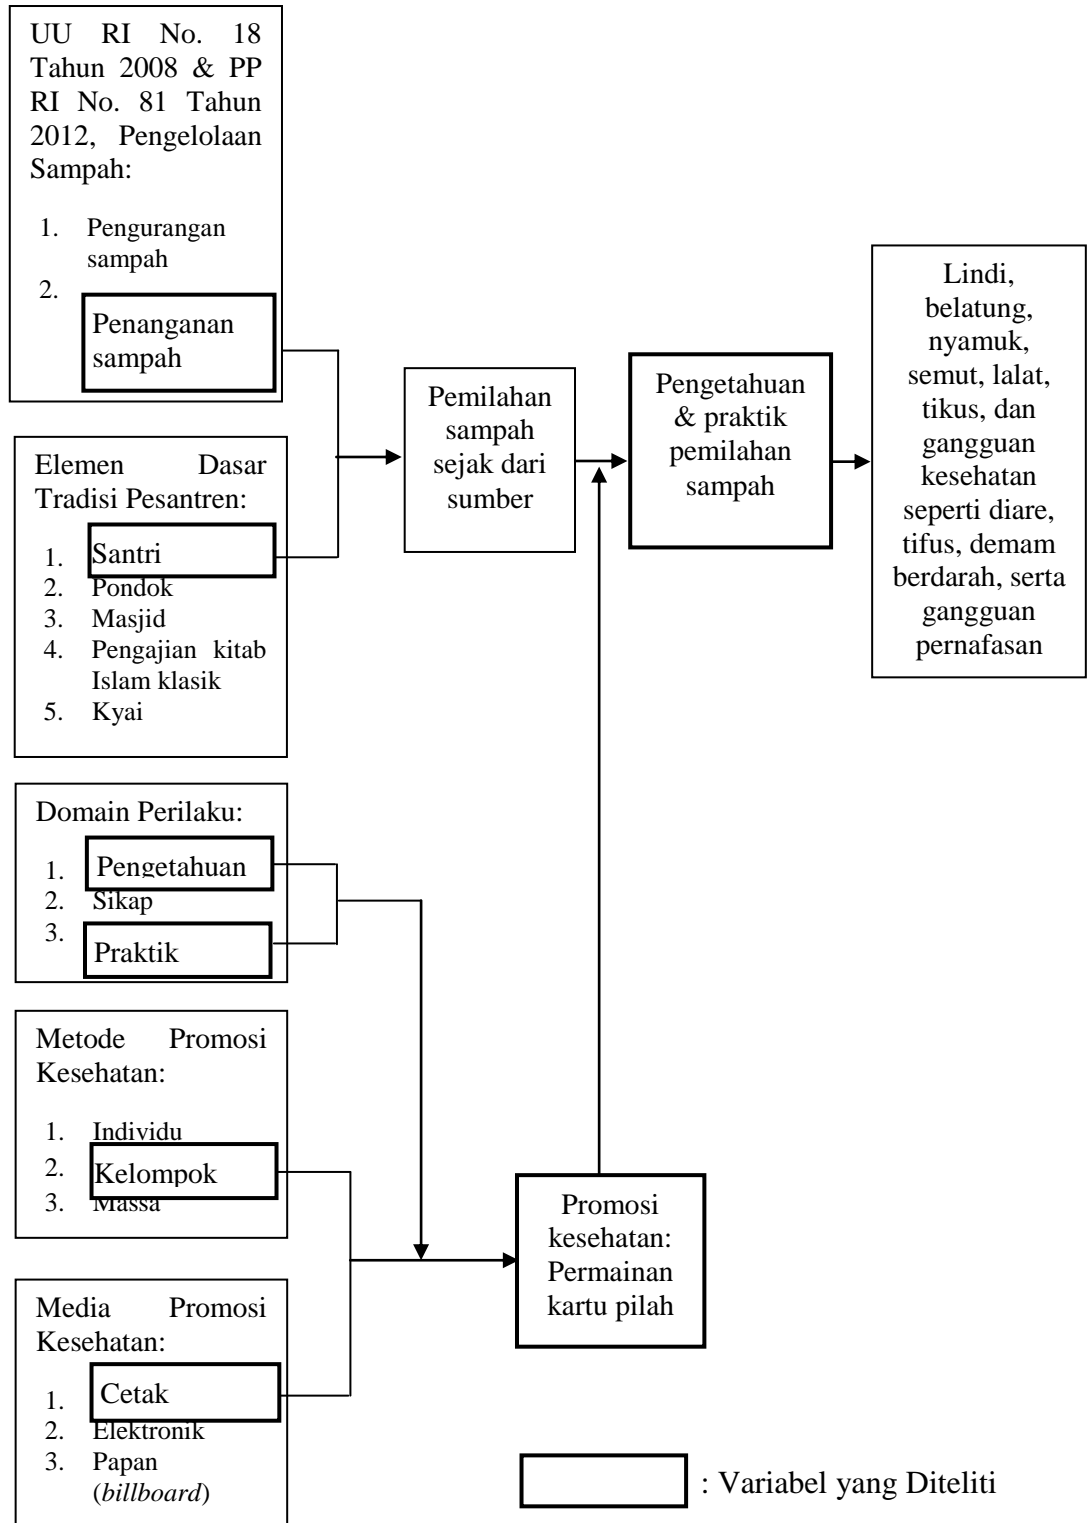 UU RI No. 18
Tahun 2008 & PP
RI No. 81 Tahun
2012, Pengelolaan
Sampah:
1. Pengurangan
sampah
2.
Penanganan
sampah
Elemen Dasar
Tradisi Pesantren:
1. Santri
2. Pondok
3. Masjid
4. Pengajian kitab
Islam klasik
5. Kyai
Domain Perilaku:
1. Pengetahuan
2. Sikap
3.
Praktik
Metode Promosi
Kesehatan:
1. Individu
2. Kelompok
3. Massa
Media Promosi
Kesehatan:
1. Cetak
2. Elektronik
3. Papan
(billboard)
Pemilahan
sampah
sejak dari
sumber
Pengetahuan
& praktik
pemilahan
sampah
Lindi,
belatung,
nyamuk,
semut, lalat,
tikus, dan
gangguan
kesehatan
seperti diare,
tifus, demam
berdarah, serta
gangguan
pernafasan
Promosi
kesehatan:
Permainan
kartu pilah
: Variabel yang Diteliti